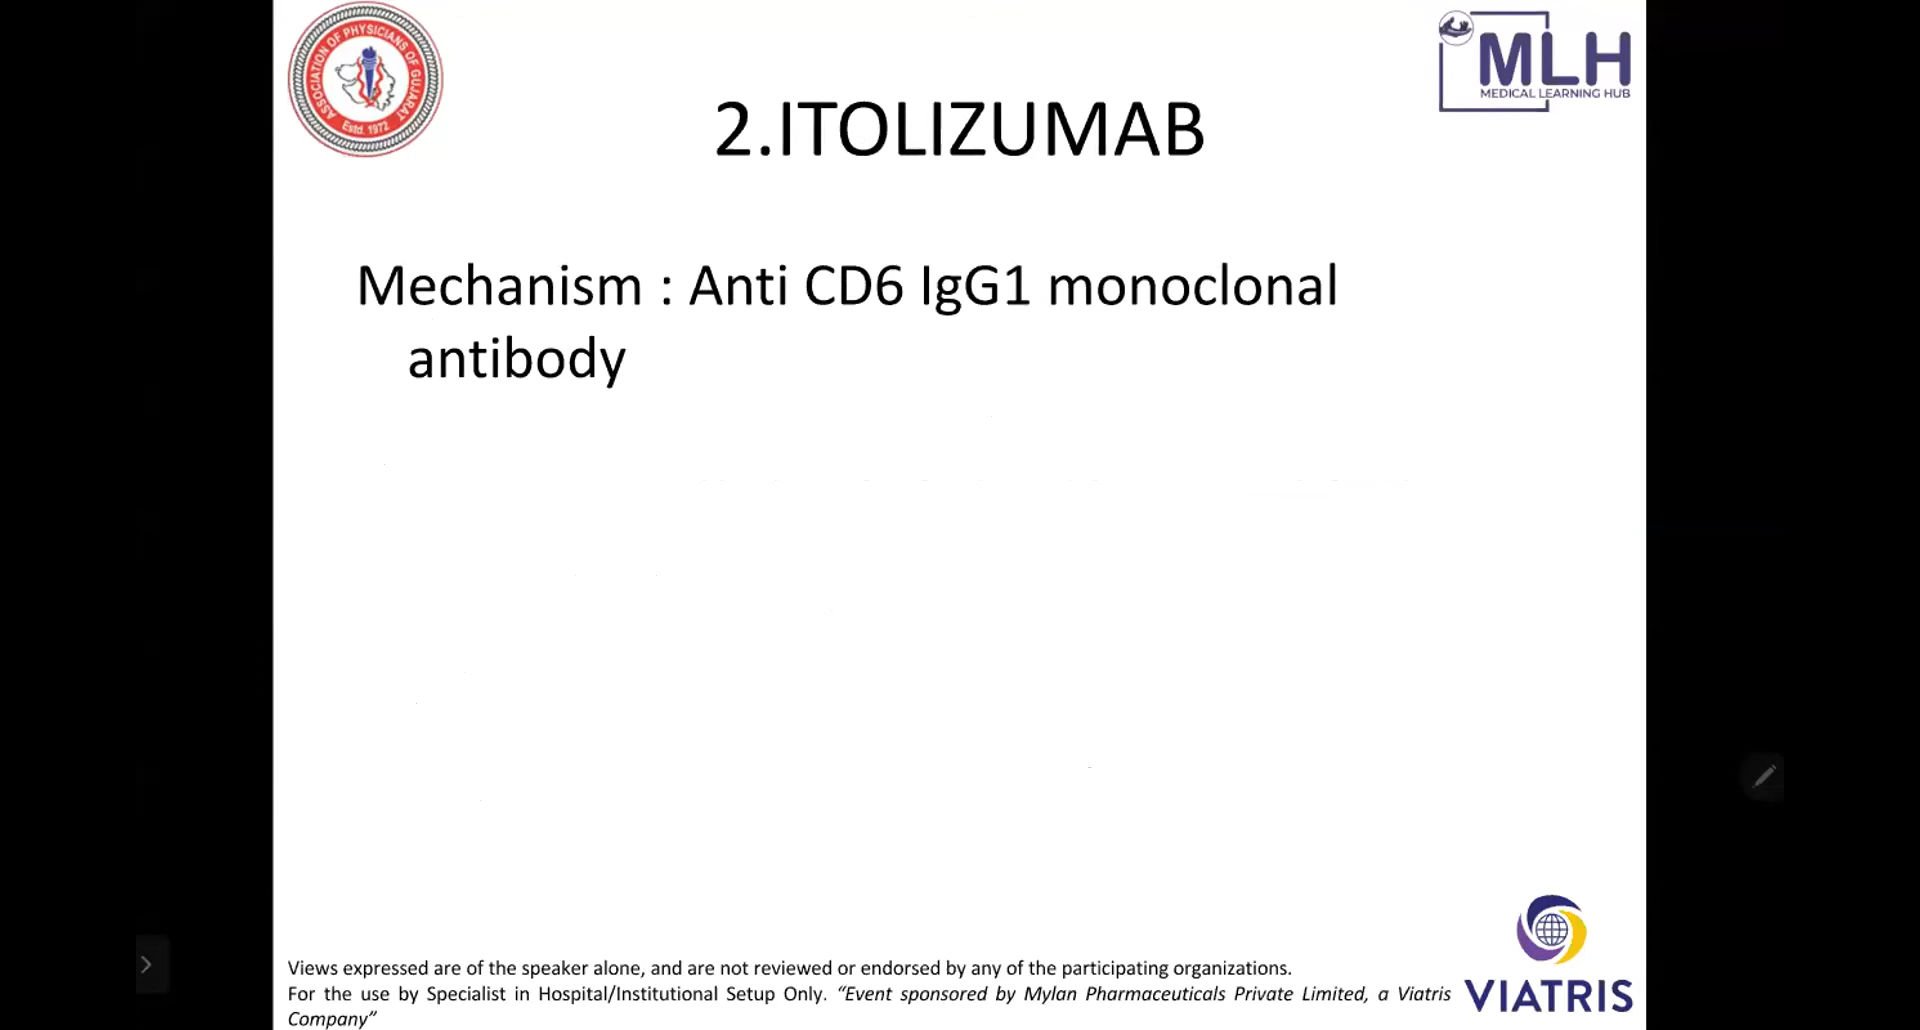 ASSOCIATION OF PHYSICIANS OF GUJARAT
Estd. 1972
MLH
MEDICAL LEARNING HUB
2.ITOLIZUMAB
Mechanism : Anti CD6 IgG1 monoclonal
antibody
Views expressed are of the speaker alone, and are not reviewed or endorsed by any of the participating organizations.
For the use by Specialist in Hospital/Institutional Setup Only. “Event sponsored by Mylan Pharmaceuticals Private Limited, a Viatris
Company”
VIATRIS